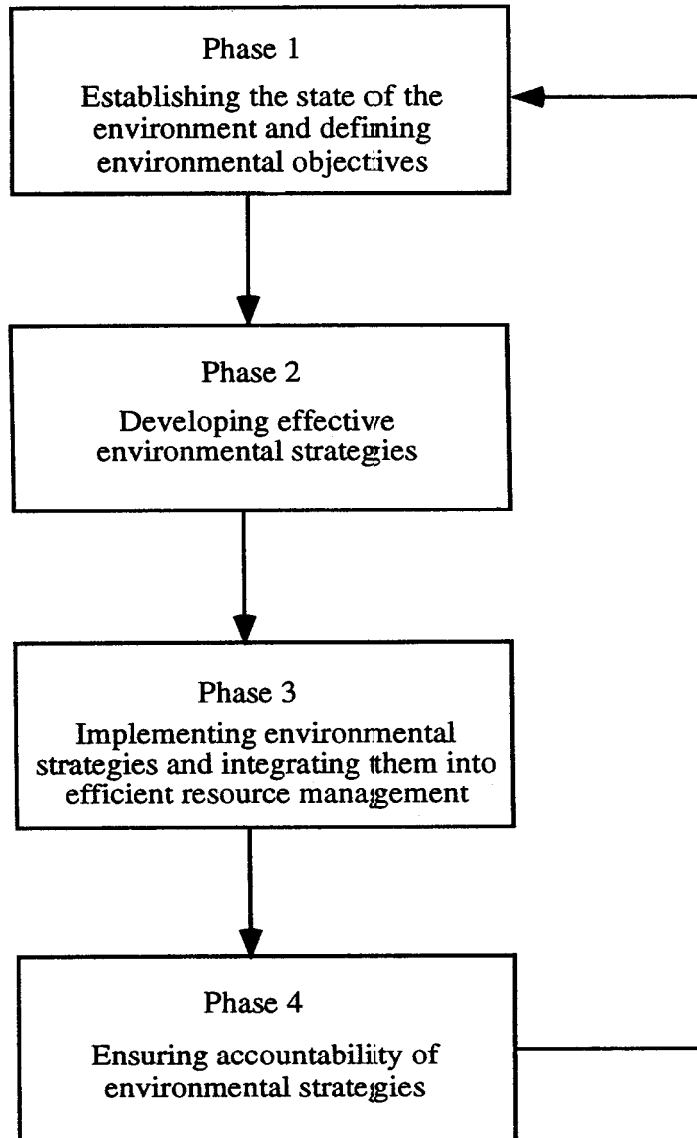 Phase 1
Establishing the state of the
environment and defining
environmental objectives
Phase 2
Developing effective
environmental strategies
Phase 3
Implementing environmental
strategies and integrating them into
efficient resource management
Phase 4
Ensuring accountability of
environmental strategies